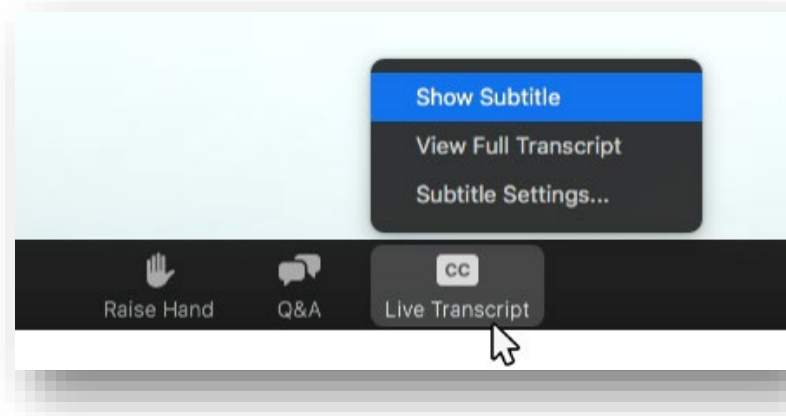 Show Subtitle
View Full Transcript
Subtitle Settings...
CC
Raise Hand Q&A Live Transcript